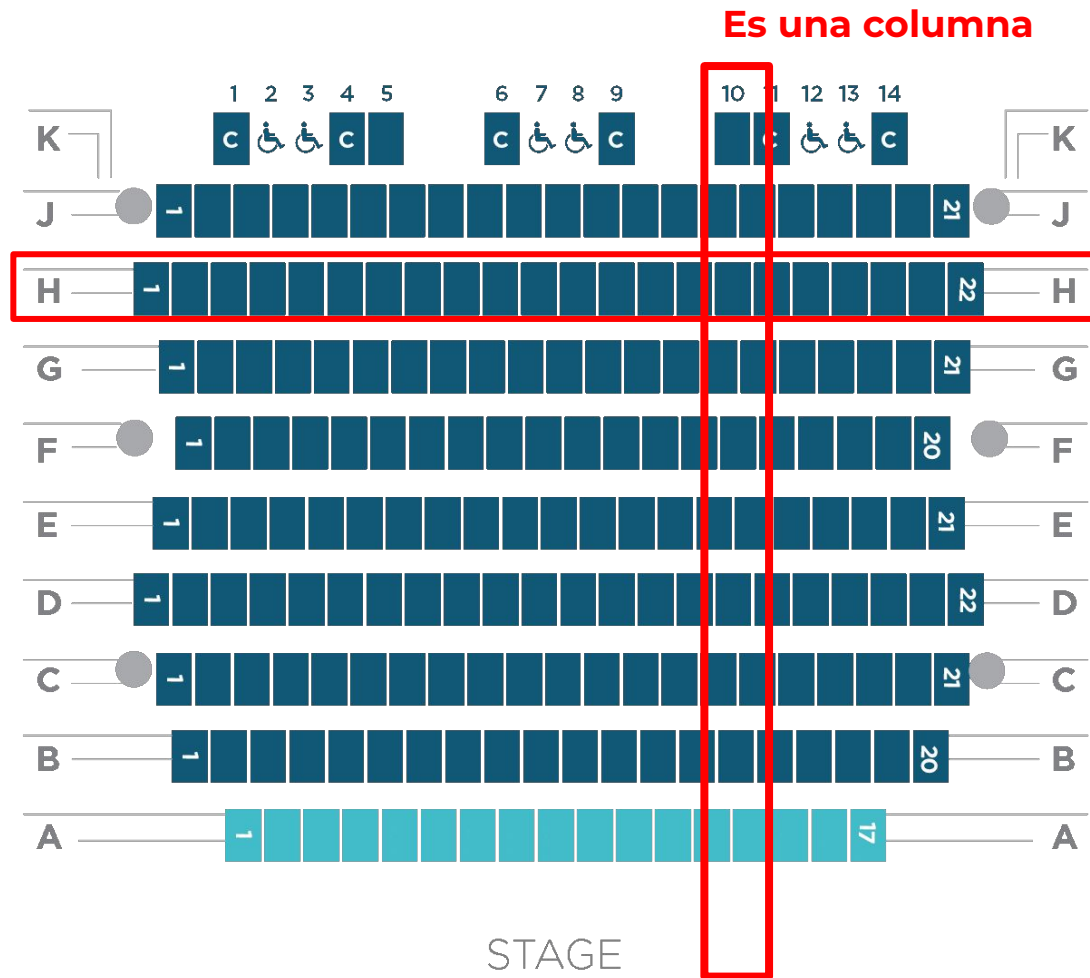 Es una columna
1 2 3 4 5 6 7 8 9 10 11 12 13 14
K C C C C C C K
J 1 21 J
H 1 22 H
G 1 21 G
F 1 20 F
E 1 21 E
D 1 22 D
C 1 21 C
B 1 20 B
A 1 17 A
STAGE